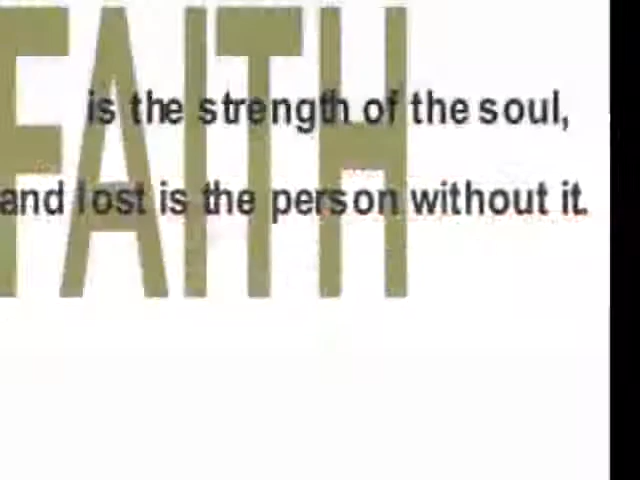 FAITH
is the strength of the soul,
and lost is the person without it.